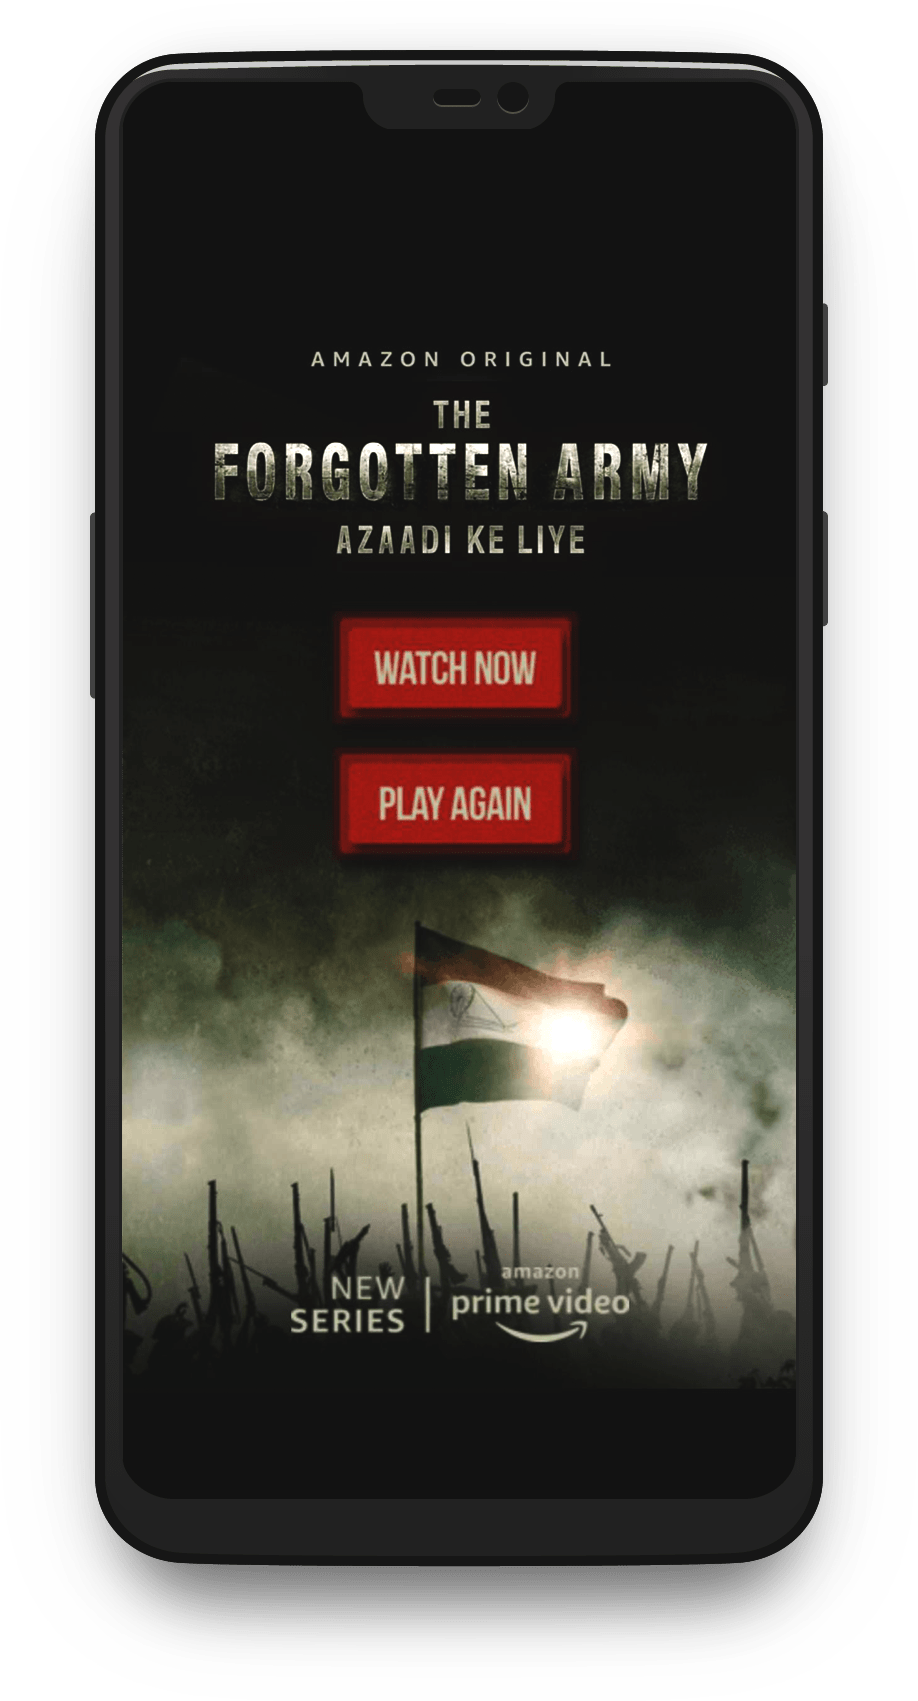 AMAZON ORIGINAL
THE
FORGOTTEN ARMY
AZAADI KE LIYE
WATCH NOW
PLAY AGAIN
NEW
SERIES
amazon
prime video